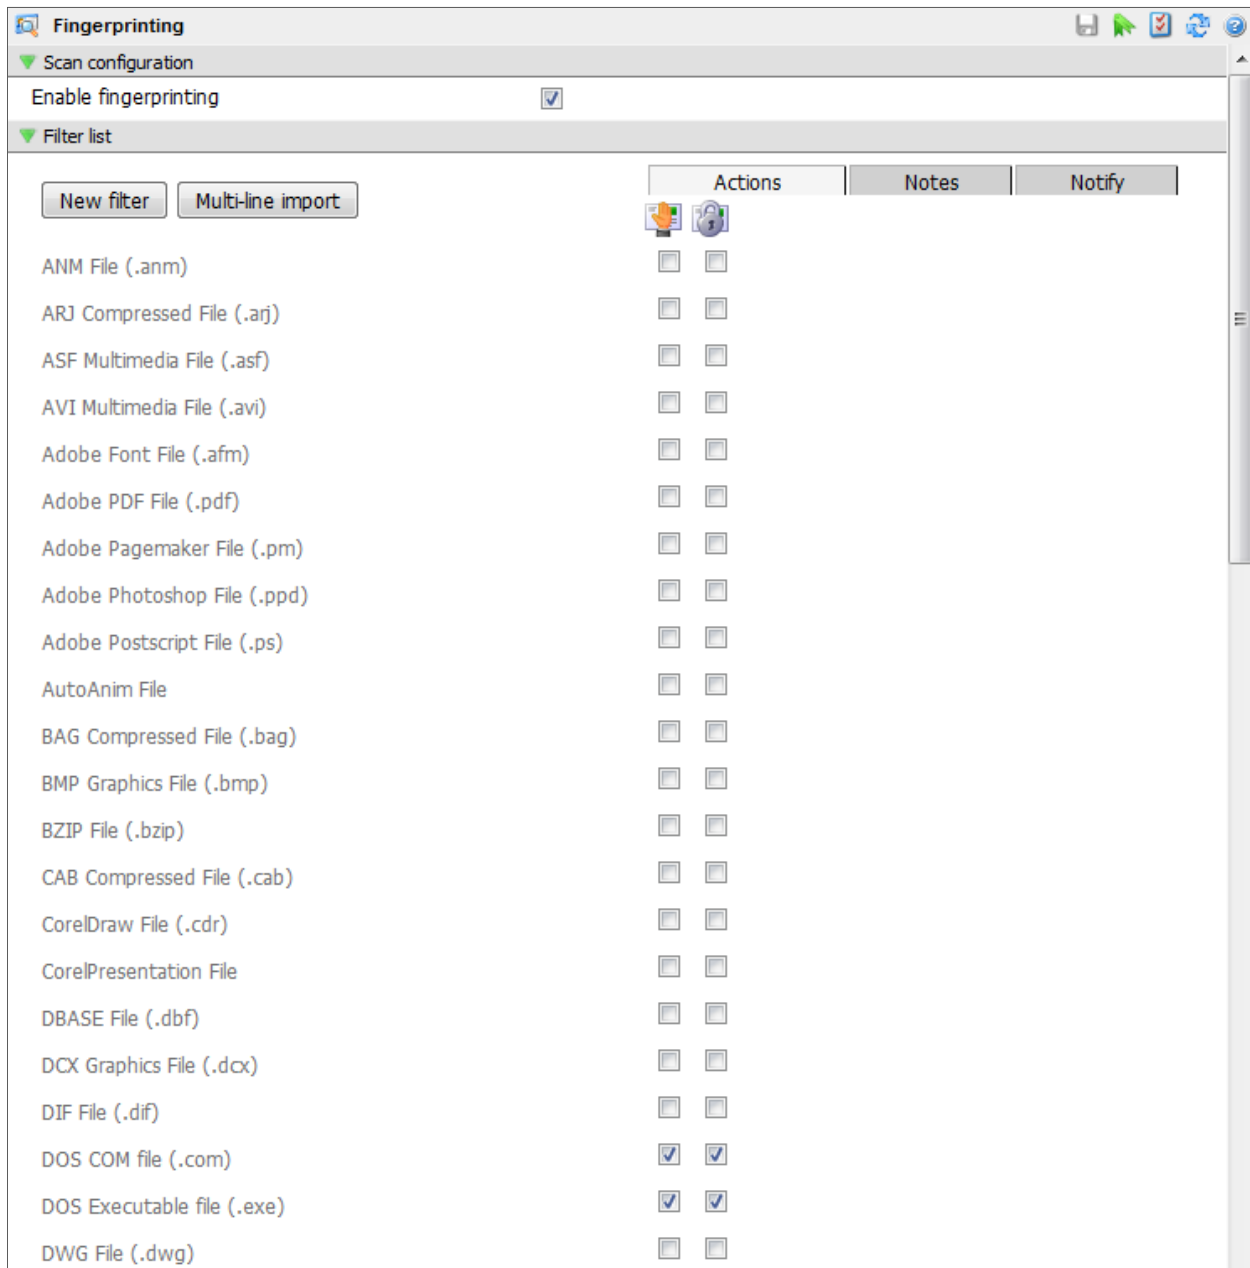 Fingerprinting
Scan configuration
Enable fingerprinting
Filter list
New filter Multi-line import Actions Notes Notify
ANM File (.anm)
ARJ Compressed File (.arj)
ASF Multimedia File (.asf)
AVI Multimedia File (.avi)
Adobe Font File (.afm)
Adobe PDF File (.pdf)
Adobe Pagemaker File (.pm)
Adobe Photoshop File (.ppd)
Adobe Postscript File (.ps)
AutoAnim File
BAG Compressed File (.bag)
BMP Graphics File (.bmp)
BZIP File (.bzip)
CAB Compressed File (.cab)
CorelDraw File (.cdr)
CorelPresentation File
DBASE File (.dbf)
DCX Graphics File (.dcx)
DIF File (.dif)
DOS COM file (.com)
DOS Executable file (.exe)
DWG File (.dwg)